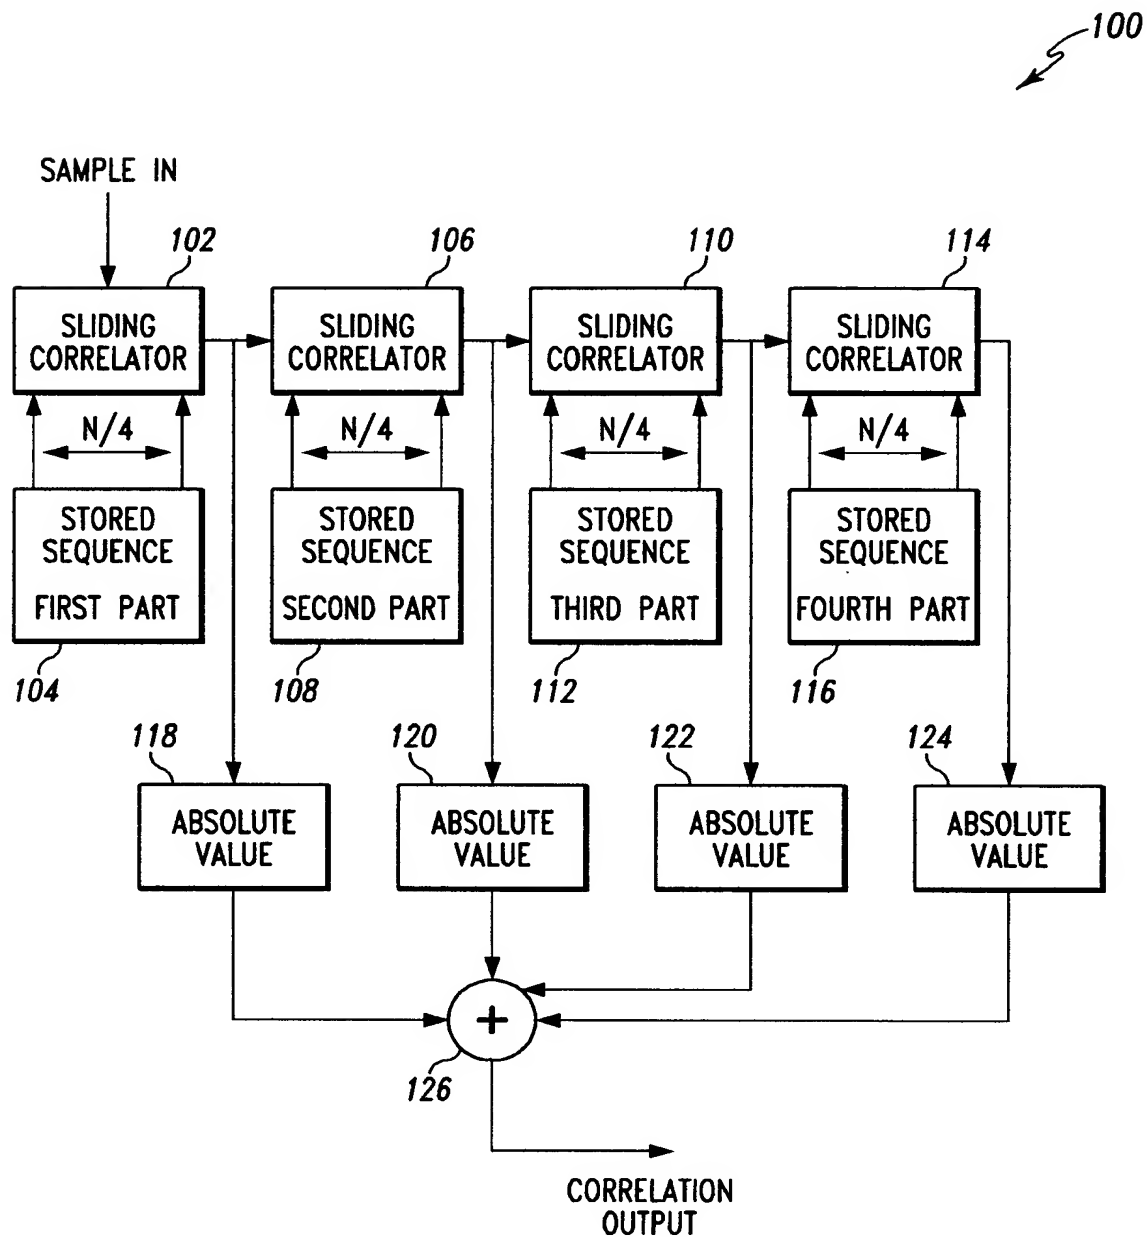 100
SAMPLE IN
102
106
110
114
SLIDING
CORRELATOR
SLIDING
CORRELATOR
SLIDING
CORRELATOR
SLIDING
CORRELATOR
N/4
N/4
N/4
N/4
STORED
SEQUENCE
FIRST PART
STORED
SEQUENCE
SECOND PART
STORED
SEQUENCE
THIRD PART
STORED
SEQUENCE
FOURTH PART
104
108
112
116
118
120
122
124
ABSOLUTE
VALUE
ABSOLUTE
VALUE
ABSOLUTE
VALUE
ABSOLUTE
VALUE
+
126
CORRELATION
OUTPUT